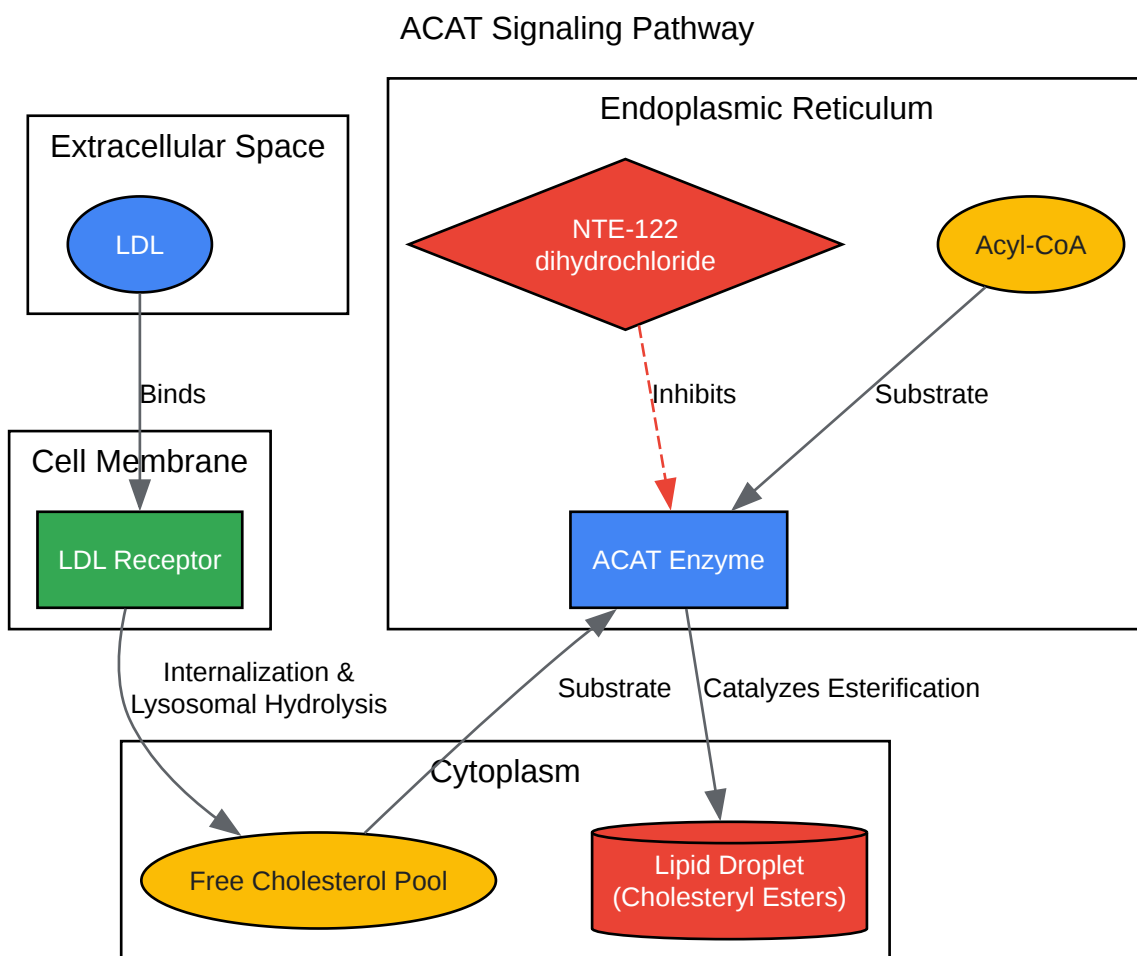 ACAT Signaling Pathway
Endoplasmic Reticulum
Extracellular Space
LDL
NTE-122
dihydrochloride
Acyl-CoA
Binds
Inhibits
Substrate
Cell Membrane
LDL Receptor
ACAT Enzyme
Internalization &
Lysosomal Hydrolysis
Substrate
Catalyzes Esterification
Cytoplasm
Free Cholesterol Pool
Lipid Droplet
(Cholesteryl Esters)